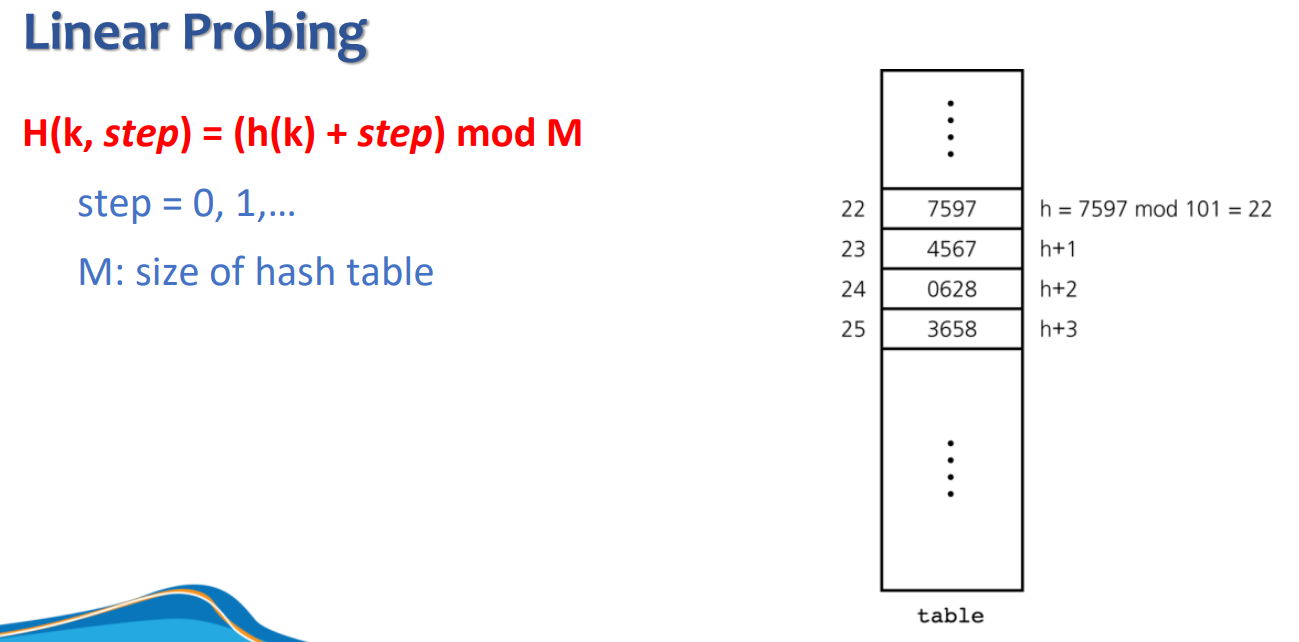 Linear Probing
H(k, step) = (h(k) + step) mod M
step = 0, 1,...
M: size of hash table
22 7597 h = 7597 mod 101 = 22
23 4567 h+1
24 0628 h+2
25 3658 h+3
table